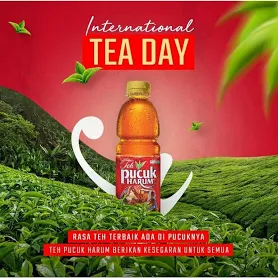 International
TEA DAY
Teh
pucuk
HARUM
RASA TEH TERBAIK ADA DI PUCUKNYA
TEH PUCUK HARUM BERIKAN KESEGARAN UNTUK SEMUA